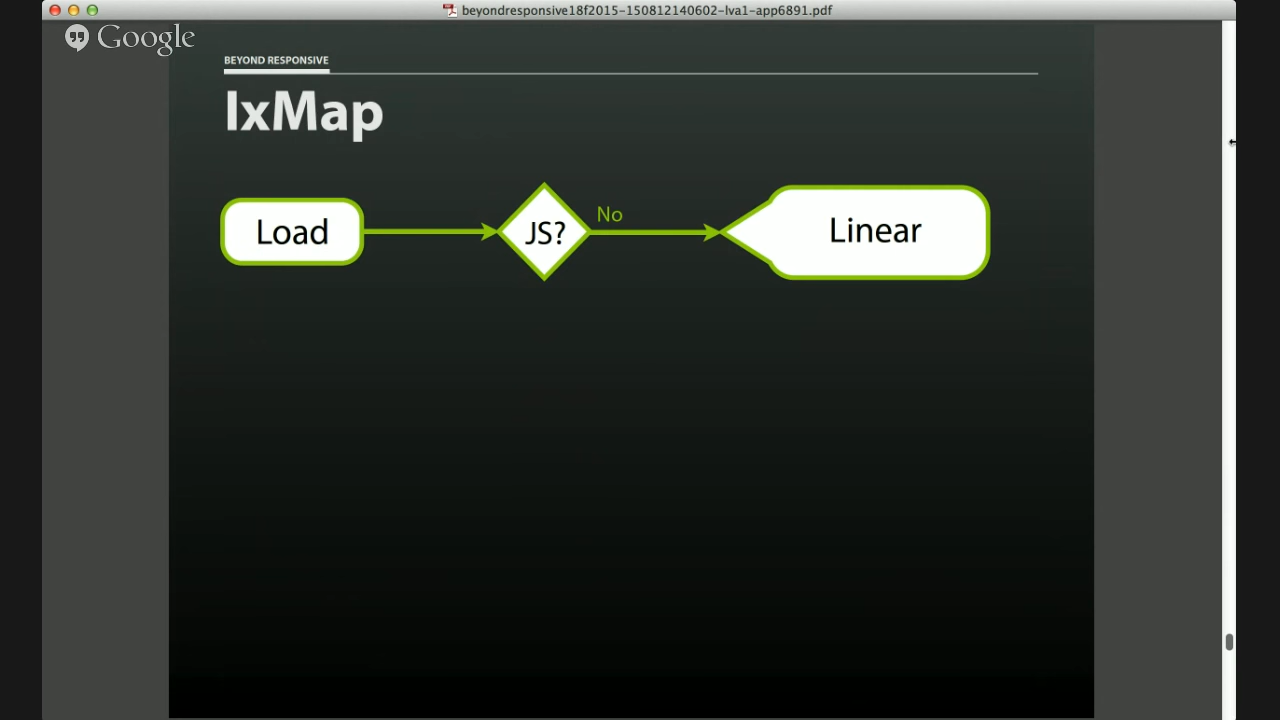 beyondresponsive18f2015-150812140602-lva1-app6891.pdf
Google
BEYOND RESPONSIVE
IxMap
Load
JS?
No
Linear